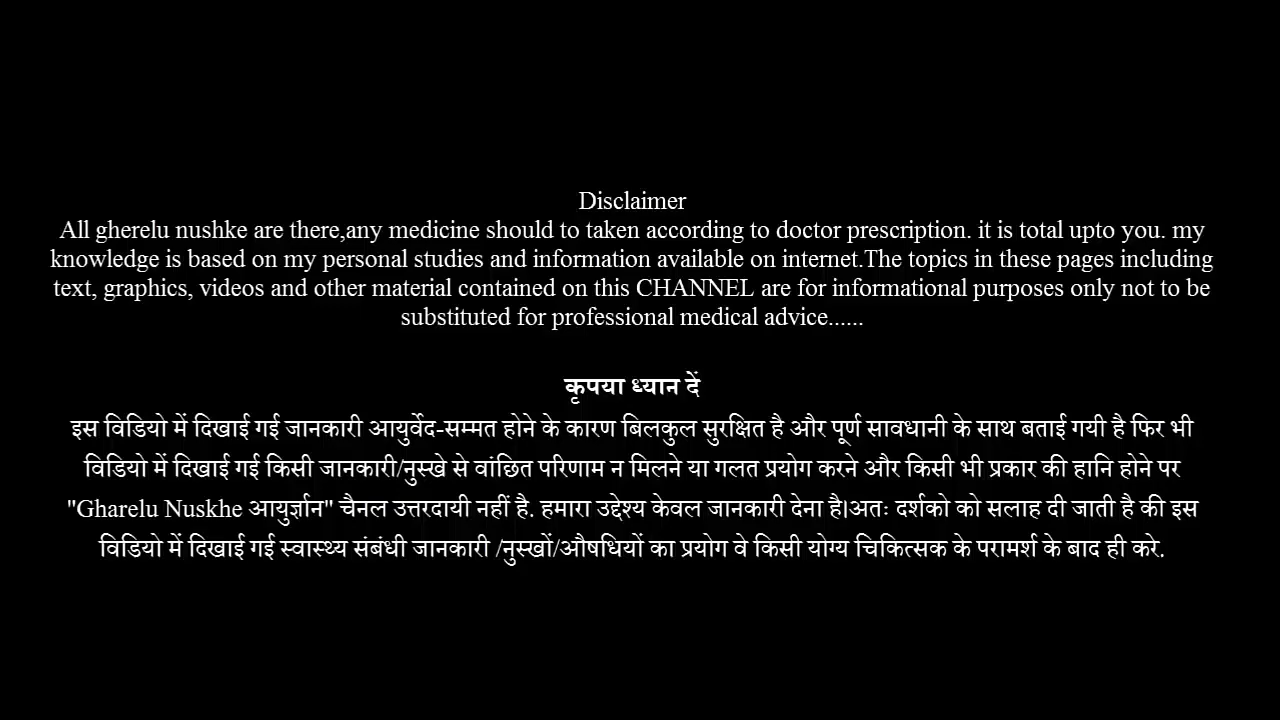 Disclaimer
All gherelu nushke are there,any medicine should to taken according to doctor prescription. it is total upto you. my
knowledge is based on my personal studies and information available on internet.The topics in these pages including
text, graphics, videos and other material contained on this CHANNEL are for informational purposes only not to be
substituted for professional medical advice......
कृपया ध्यान दें
इस विडियो में दिखाई गई जानकारी आयुर्वेद-सम्मत होने के कारण बिलकुल सुरक्षित है और पूर्ण सावधानी के साथ बताई गयी है फिर भी
विडियो में दिखाई गई किसी जानकारी/नुस्खे से वांछित परिणाम न मिलने या गलत प्रयोग करने और किसी भी प्रकार की हानि होने पर
"Gharelu Nuskhe आयुर्ज्ञान" चैनल उत्तरदायी नहीं है. हमारा उद्देश्य केवल जानकारी देना है।अतः दर्शको को सलाह दी जाती है की इस
विडियो में दिखाई गई स्वास्थ्य संबंधी जानकारी /नुस्खों/औषधियों का प्रयोग वे किसी योग्य चिकित्सक के परामर्श के बाद ही करे.